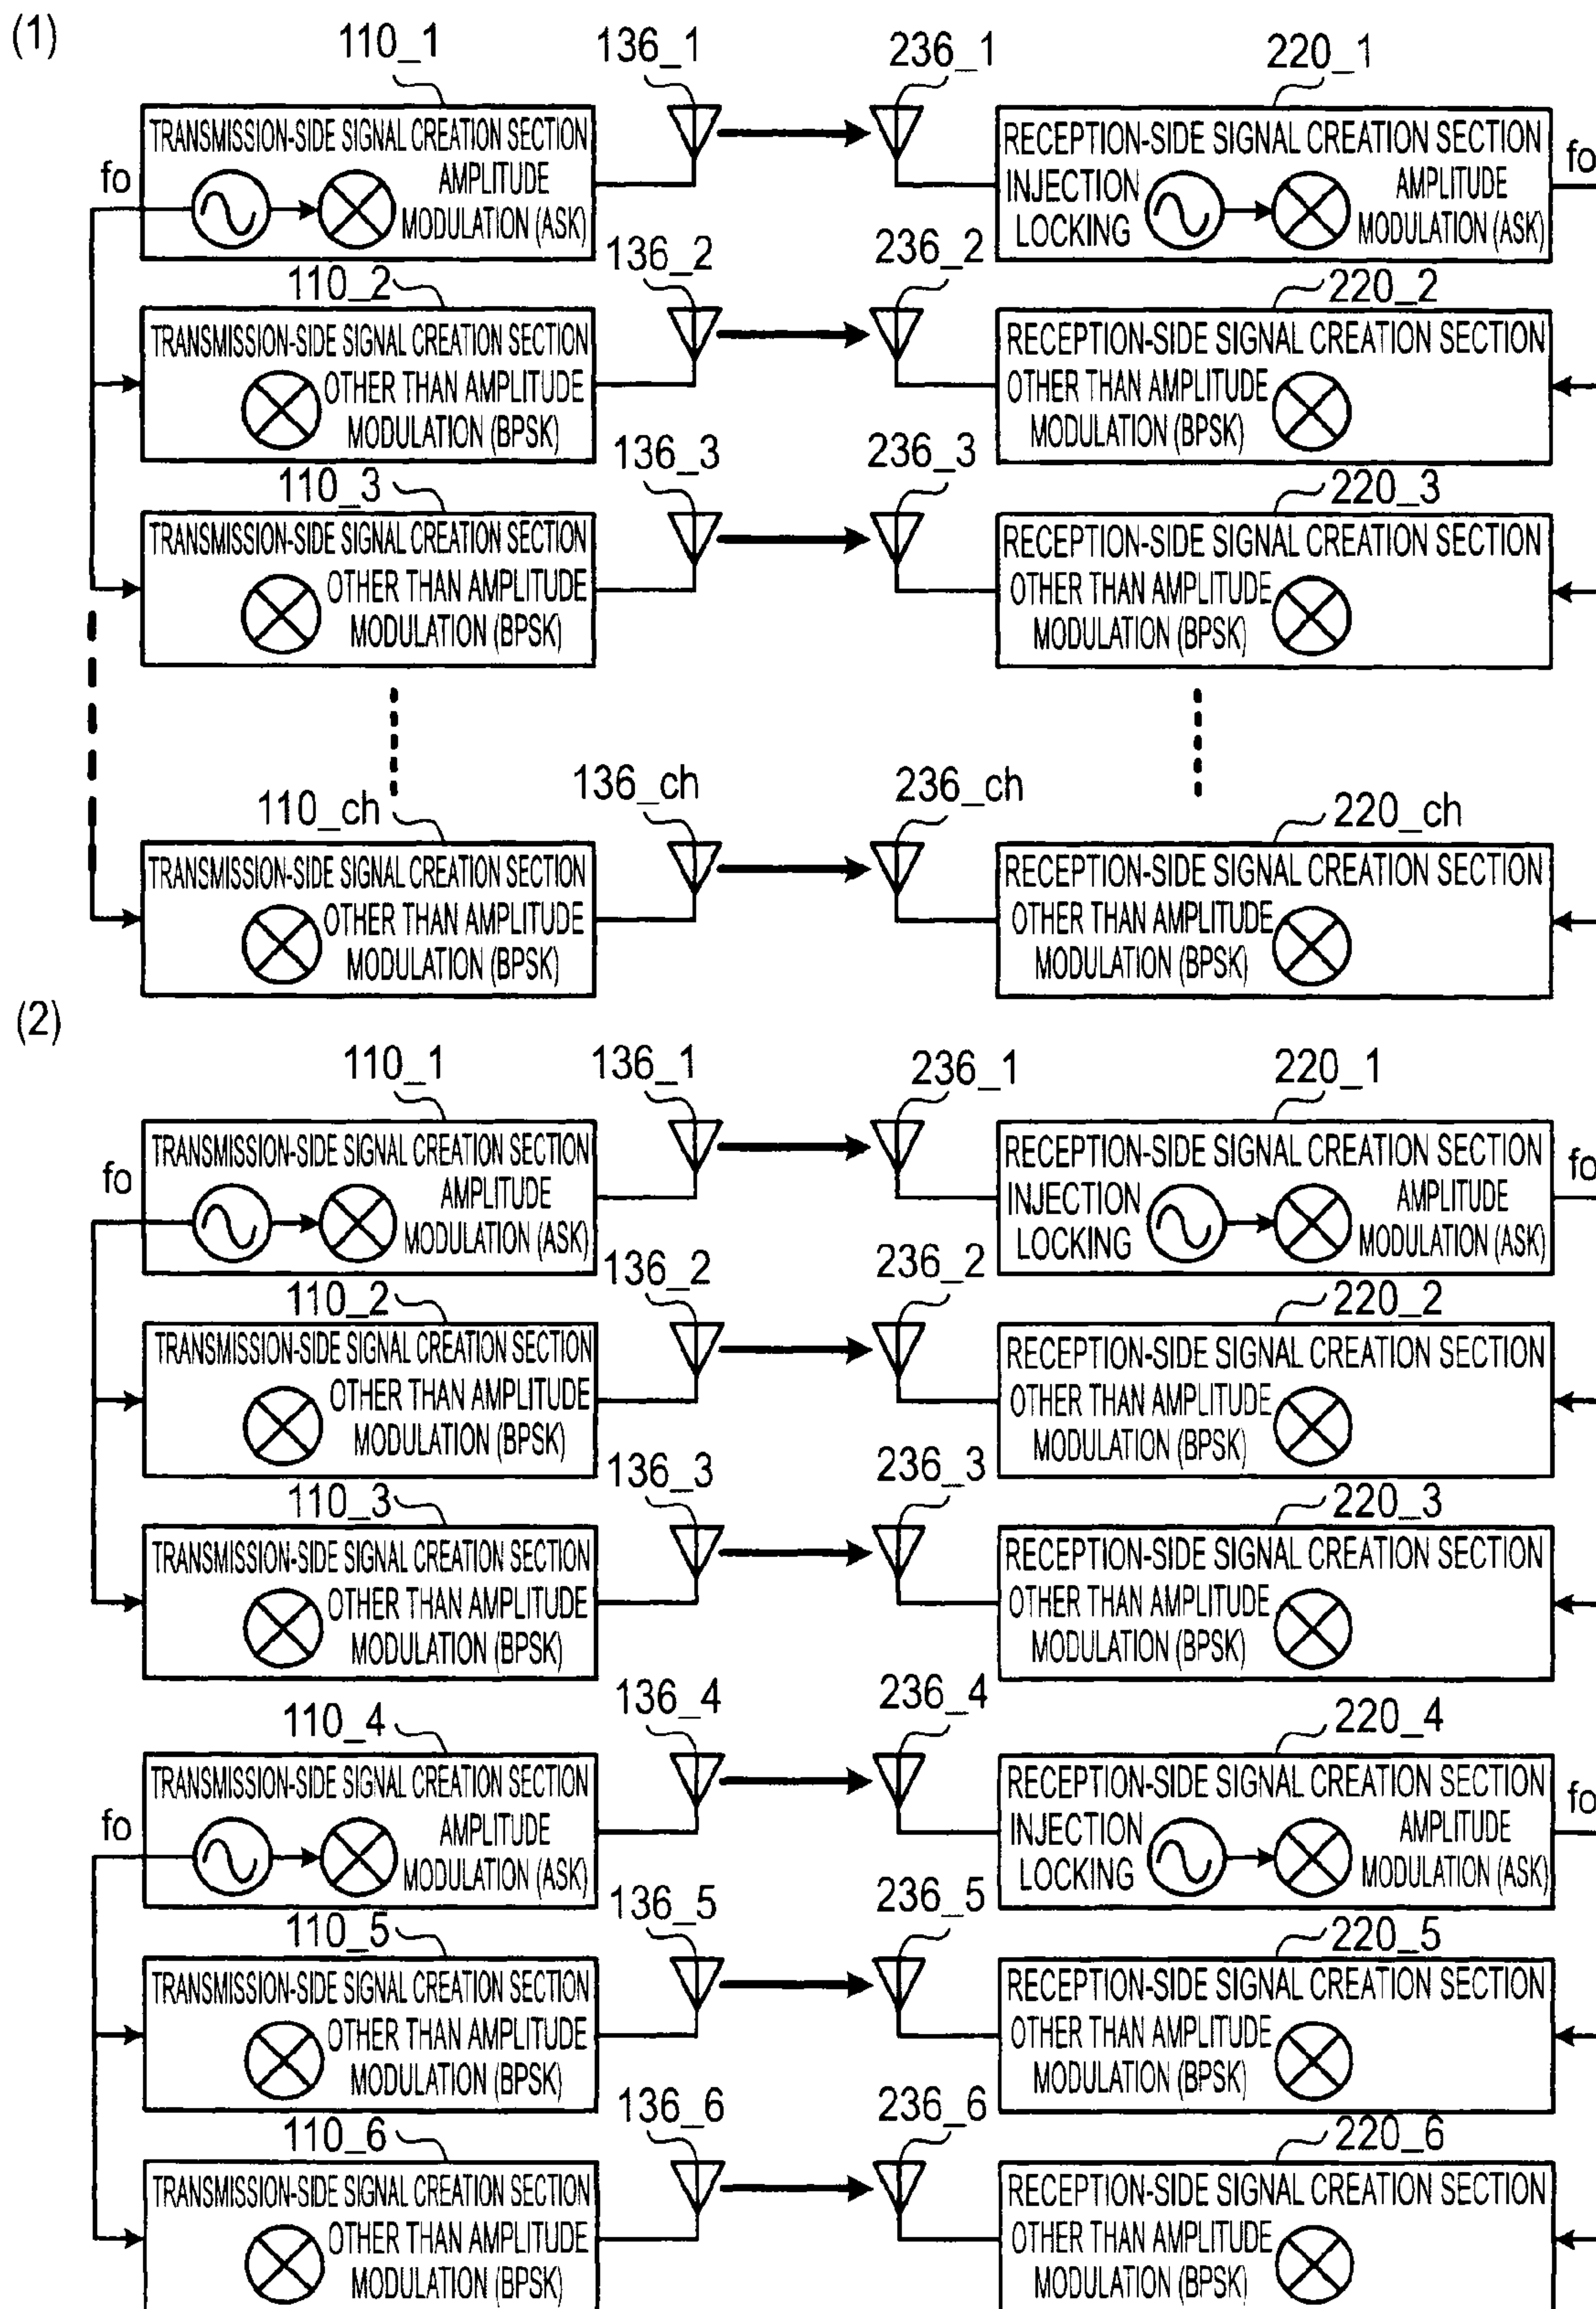 (1)
110_1
136_1
236_1
220_1
TRANSMISSION-SIDE SIGNAL CREATION SECTION
fo
AMPLITUDE
MODULATION (ASK)
RECEPTION-SIDE SIGNAL CREATION SECTION
INJECTION
LOCKING
AMPLITUDE
MODULATION (ASK)
fo
110_2
136_2
236_2
220_2
TRANSMISSION-SIDE SIGNAL CREATION SECTION
OTHER THAN AMPLITUDE
MODULATION (BPSK)
RECEPTION-SIDE SIGNAL CREATION SECTION
OTHER THAN AMPLITUDE
MODULATION (BPSK)
110_3
136_3
236_3
220_3
TRANSMISSION-SIDE SIGNAL CREATION SECTION
OTHER THAN AMPLITUDE
MODULATION (BPSK)
RECEPTION-SIDE SIGNAL CREATION SECTION
OTHER THAN AMPLITUDE
MODULATION (BPSK)
110_ch
136_ch
236_ch
220_ch
TRANSMISSION-SIDE SIGNAL CREATION SECTION
OTHER THAN AMPLITUDE
MODULATION (BPSK)
RECEPTION-SIDE SIGNAL CREATION SECTION
OTHER THAN AMPLITUDE
MODULATION (BPSK)
(2)
110_1
136_1
236_1
220_1
TRANSMISSION-SIDE SIGNAL CREATION SECTION
fo
AMPLITUDE
MODULATION (ASK)
RECEPTION-SIDE SIGNAL CREATION SECTION
INJECTION
LOCKING
AMPLITUDE
MODULATION (ASK)
fo
110_2
136_2
236_2
220_2
TRANSMISSION-SIDE SIGNAL CREATION SECTION
OTHER THAN AMPLITUDE
MODULATION (BPSK)
RECEPTION-SIDE SIGNAL CREATION SECTION
OTHER THAN AMPLITUDE
MODULATION (BPSK)
110_3
136_3
236_3
220_3
TRANSMISSION-SIDE SIGNAL CREATION SECTION
OTHER THAN AMPLITUDE
MODULATION (BPSK)
RECEPTION-SIDE SIGNAL CREATION SECTION
OTHER THAN AMPLITUDE
MODULATION (BPSK)
110_4
136_4
236_4
220_4
TRANSMISSION-SIDE SIGNAL CREATION SECTION
fo
AMPLITUDE
MODULATION (ASK)
RECEPTION-SIDE SIGNAL CREATION SECTION
INJECTION
LOCKING
AMPLITUDE
MODULATION (ASK)
fo
110_5
136_5
236_5
220_5
TRANSMISSION-SIDE SIGNAL CREATION SECTION
OTHER THAN AMPLITUDE
MODULATION (BPSK)
RECEPTION-SIDE SIGNAL CREATION SECTION
OTHER THAN AMPLITUDE
MODULATION (BPSK)
110_6
136_6
236_6
220_6
TRANSMISSION-SIDE SIGNAL CREATION SECTION
OTHER THAN AMPLITUDE
MODULATION (BPSK)
RECEPTION-SIDE SIGNAL CREATION SECTION
OTHER THAN AMPLITUDE
MODULATION (BPSK)